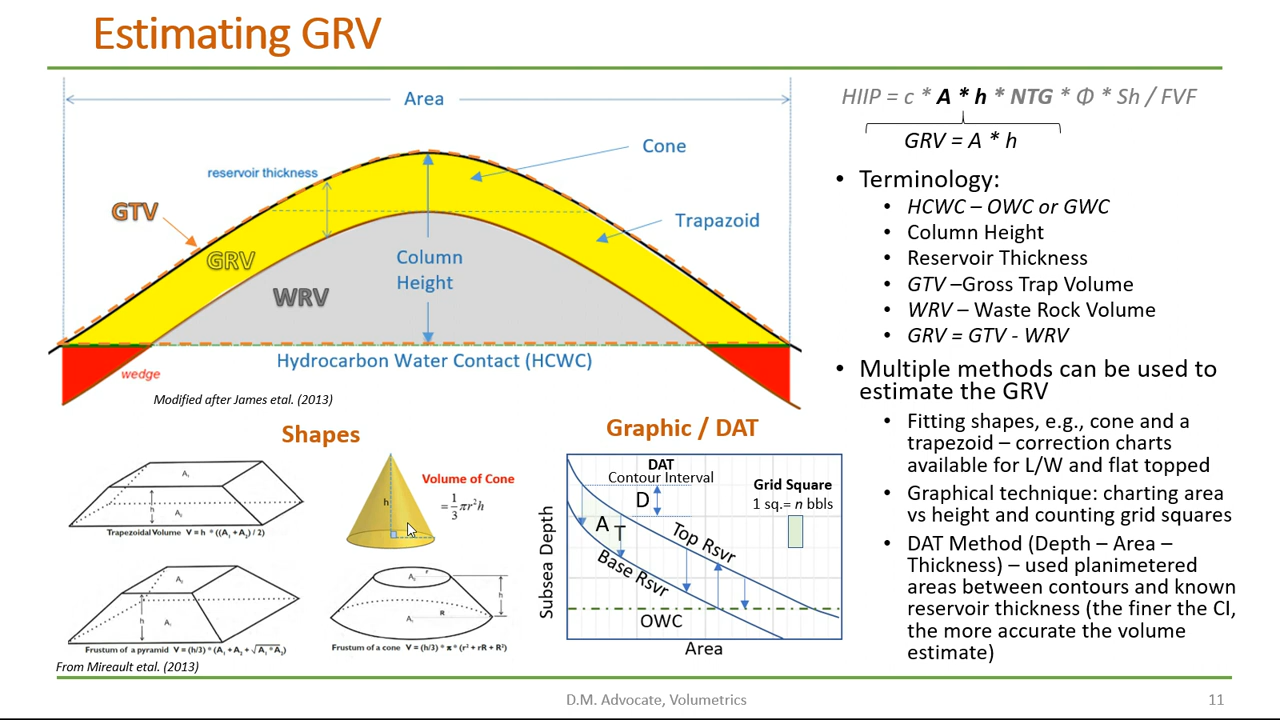 Estimating GRV
Area
Cone
reservoir thickness
GTV
Trapazoid
GRV
Column
Height
WRV
Hydrocarbon Water Contact (HCWC)
wedge
Modified after James etal. (2013)
HIIP = c * A * h * NTG * Φ * Sh / FVF
GRV = A * h
• Terminology:
• HCWC – OWC or GWC
• Column Height
• Reservoir Thickness
• GTV –Gross Trap Volume
• WRV – Waste Rock Volume
• GRV = GTV - WRV
• Multiple methods can be used to
estimate the GRV
• Fitting shapes, e.g., cone and a
trapezoid – correction charts
available for L/W and flat topped
• Graphical technique: charting area
vs height and counting grid squares
• DAT Method (Depth – Area –
Thickness) – used planimetered
areas between contours and known
reservoir thickness (the finer the CI,
the more accurate the volume
estimate)
Shapes
h
Trapezoidal Volume V = h * ((A₁ + A₂) / 2)
h
Volume of Cone
= 1/3 πr²h
h
Frustum of a pyramid V = (h/3) * (A₁ + A₂ + √A₁ * A₂)
r
R
h
Frustum of a cone V = (h/3) * π * (r² + rR + R²)
From Mireault etal. (2013)
Graphic / DAT
DAT
Contour Interval
D
A
T
Grid Square
1 sq.= n bbls
Top Rsvr
Base Rsvr
OWC
Subsea Depth
Area
D.M. Advocate, Volumetrics
11